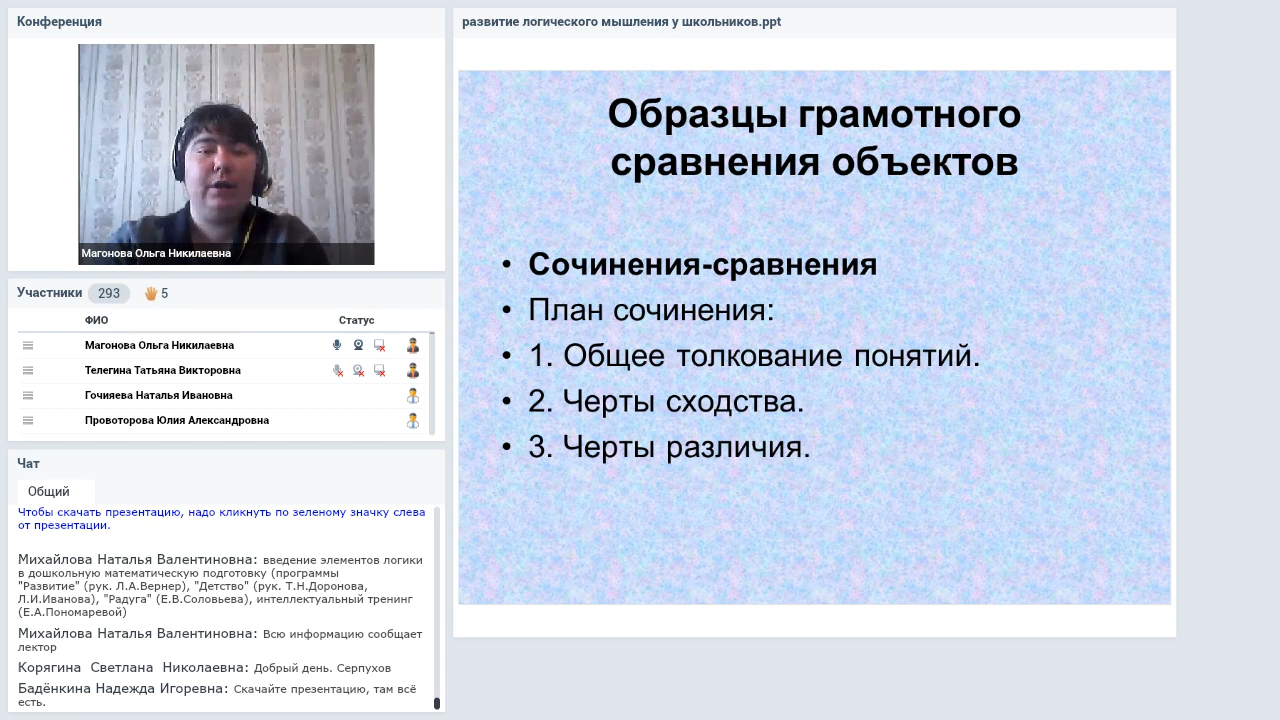 Конференция
Магонова Ольга Никилаевна
Участники 293 5
ФИО Статус
Магонова Ольга Никилаевна
Телегина Татьяна Викторовна
Гочияева Наталья Ивановна
Провоторова Юлия Александровна
Чат
Общий
Чтобы скачать презентацию, надо кликнуть по зеленому значку слева
от презентации.
Михайлова Наталья Валентиновна: введение элементов логики
в дошкольную математическую подготовку (программы
"Развитие" (рук. Л.А.Вернер), "Детство" (рук. Т.Н.Доронова,
Л.И.Иванова), "Радуга" (Е.В.Соловьева), интеллектуальный тренинг
(Е.А.Пономаревой)
Михайлова Наталья Валентиновна: Всю информацию сообщает
лектор
Корягина Светлана Николаевна: Добрый день. Серпухов
Бадёнкина Надежда Игоревна: Скачайте презентацию, там всё
есть.
развитие логического мышления у школьников.ppt
Образцы грамотного
сравнения объектов
• Сочинения-сравнения
• План сочинения:
• 1. Общее толкование понятий.
• 2. Черты сходства.
• 3. Черты различия.